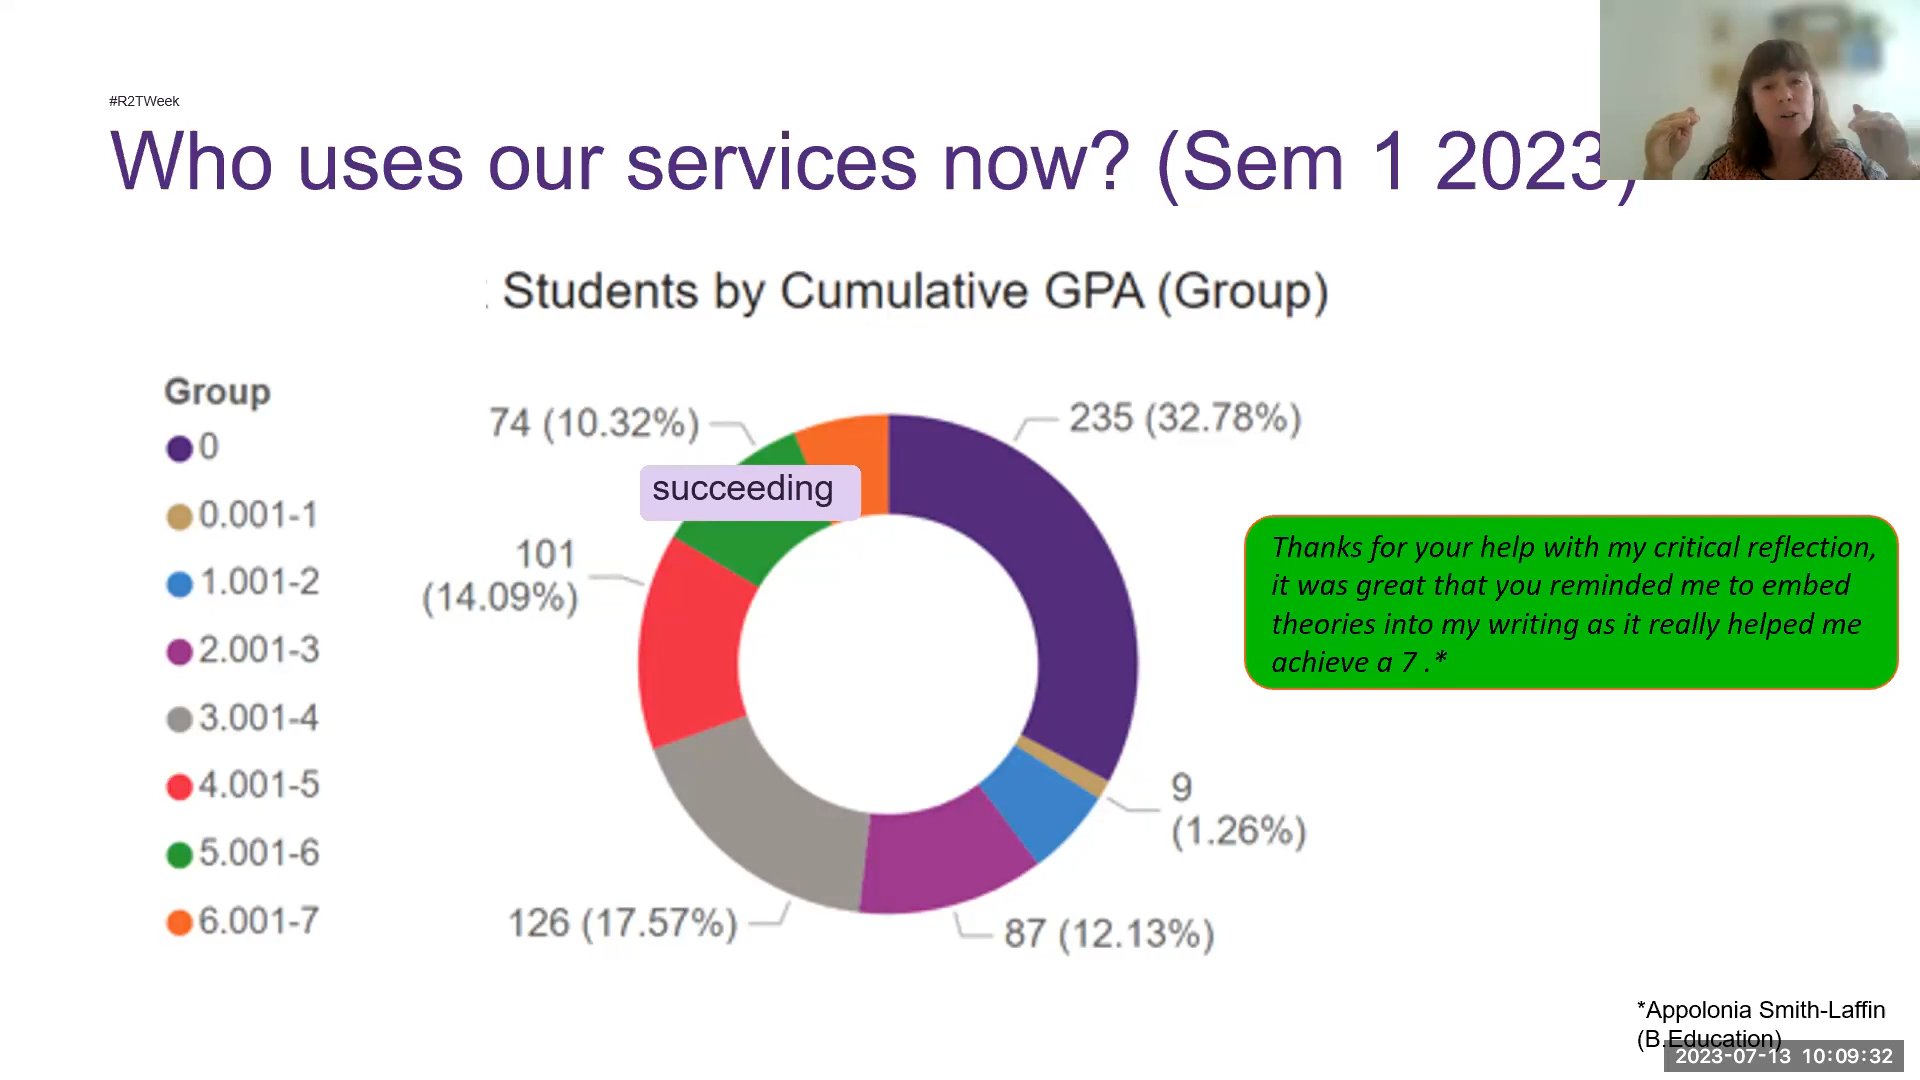 #R2TWeek
Who uses our services now? (Sem 1 2023)
Students by Cumulative GPA (Group)
Group
0
0.001-1
1.001-2
2.001-3
3.001-4
4.001-5
5.001-6
6.001-7
74 (10.32%)
235 (32.78%)
succeeding
101
(14.09%)
9
(1.26%)
126 (17.57%)
87 (12.13%)
Thanks for your help with my critical reflection,
it was great that you reminded me to embed
theories into my writing as it really helped me
achieve a 7 .*
*Appolonia Smith-Laffin
(B.Education)
2023-07-13 10:09:32